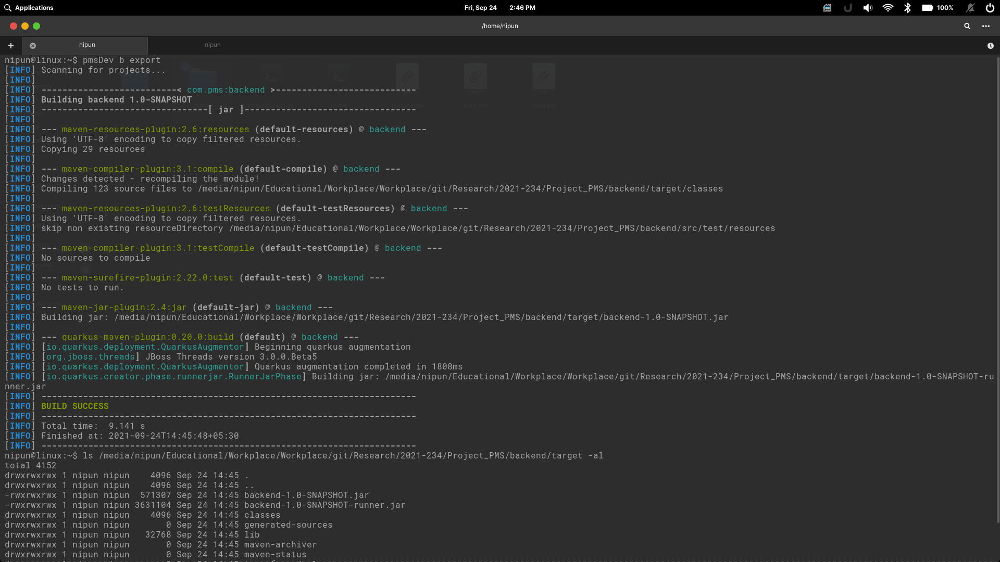 Applications
Fri, Sep 24 2:46 PM
100%
/home/nipun
nipun
nipun
nipun@linux:~$ pmsDev b export
[INFO] Scanning for projects...
[INFO]
[INFO] --------------------------< com.pms:backend >---------------------------
[INFO] Building backend 1.0-SNAPSHOT
[INFO] --------------------------------[ jar ]---------------------------------
[INFO]
[INFO] --- maven-resources-plugin:2.6:resources (default-resources) @ backend ---
[INFO] Using 'UTF-8' encoding to copy filtered resources.
[INFO] Copying 29 resources
[INFO]
[INFO] --- maven-compiler-plugin:3.1:compile (default-compile) @ backend ---
[INFO] Changes detected - recompiling the module!
[INFO] Compiling 123 source files to /media/nipun/Educational/Workplace/Workplace/git/Research/2021-234/Project_PMS/backend/target/classes
[INFO]
[INFO] --- maven-resources-plugin:2.6:testResources (default-testResources) @ backend ---
[INFO] Using 'UTF-8' encoding to copy filtered resources.
[INFO] skip non existing resourceDirectory /media/nipun/Educational/Workplace/Workplace/git/Research/2021-234/Project_PMS/backend/src/test/resources
[INFO]
[INFO] --- maven-compiler-plugin:3.1:testCompile (default-testCompile) @ backend ---
[INFO] No sources to compile
[INFO]
[INFO] --- maven-surefire-plugin:2.22.0:test (default-test) @ backend ---
[INFO] No tests to run.
[INFO]
[INFO] --- maven-jar-plugin:2.4:jar (default-jar) @ backend ---
[INFO] Building jar: /media/nipun/Educational/Workplace/Workplace/git/Research/2021-234/Project_PMS/backend/target/backend-1.0-SNAPSHOT.jar
[INFO]
[INFO] --- quarkus-maven-plugin:0.20.0:build (default) @ backend ---
[INFO] [io.quarkus.deployment.QuarkusAugmentor] Beginning quarkus augmentation
[INFO] [org.jboss.threads] JBoss Threads version 3.0.0.Beta5
[INFO] [io.quarkus.deployment.QuarkusAugmentor] Quarkus augmentation completed in 1808ms
[INFO] [io.quarkus.creator.phase.runnerjar.RunnerJarPhase] Building jar: /media/nipun/Educational/Workplace/Workplace/git/Research/2021-234/Project_PMS/backend/target/backend-1.0-SNAPSHOT-ru
nner.jar
[INFO] ------------------------------------------------------------------------
[INFO] BUILD SUCCESS
[INFO] ------------------------------------------------------------------------
[INFO] Total time:  9.141 s
[INFO] Finished at: 2021-09-24T14:45:48+05:30
[INFO] ------------------------------------------------------------------------
nipun@linux:~$ ls /media/nipun/Educational/Workplace/Workplace/git/Research/2021-234/Project_PMS/backend/target -al
total 4152
drwxrwxrwx 1 nipun nipun    4096 Sep 24 14:45 .
drwxrwxrwx 1 nipun nipun    4096 Sep 24 14:45 ..
-rwxrwxrwx 1 nipun nipun  571307 Sep 24 14:45 backend-1.0-SNAPSHOT.jar
-rwxrwxrwx 1 nipun nipun 3631104 Sep 24 14:45 backend-1.0-SNAPSHOT-runner.jar
drwxrwxrwx 1 nipun nipun    4096 Sep 24 14:45 classes
drwxrwxrwx 1 nipun nipun       0 Sep 24 14:45 generated-sources
drwxrwxrwx 1 nipun nipun   32768 Sep 24 14:45 lib
drwxrwxrwx 1 nipun nipun       0 Sep 24 14:45 maven-archiver
drwxrwxrwx 1 nipun nipun       0 Sep 24 14:45 maven-status